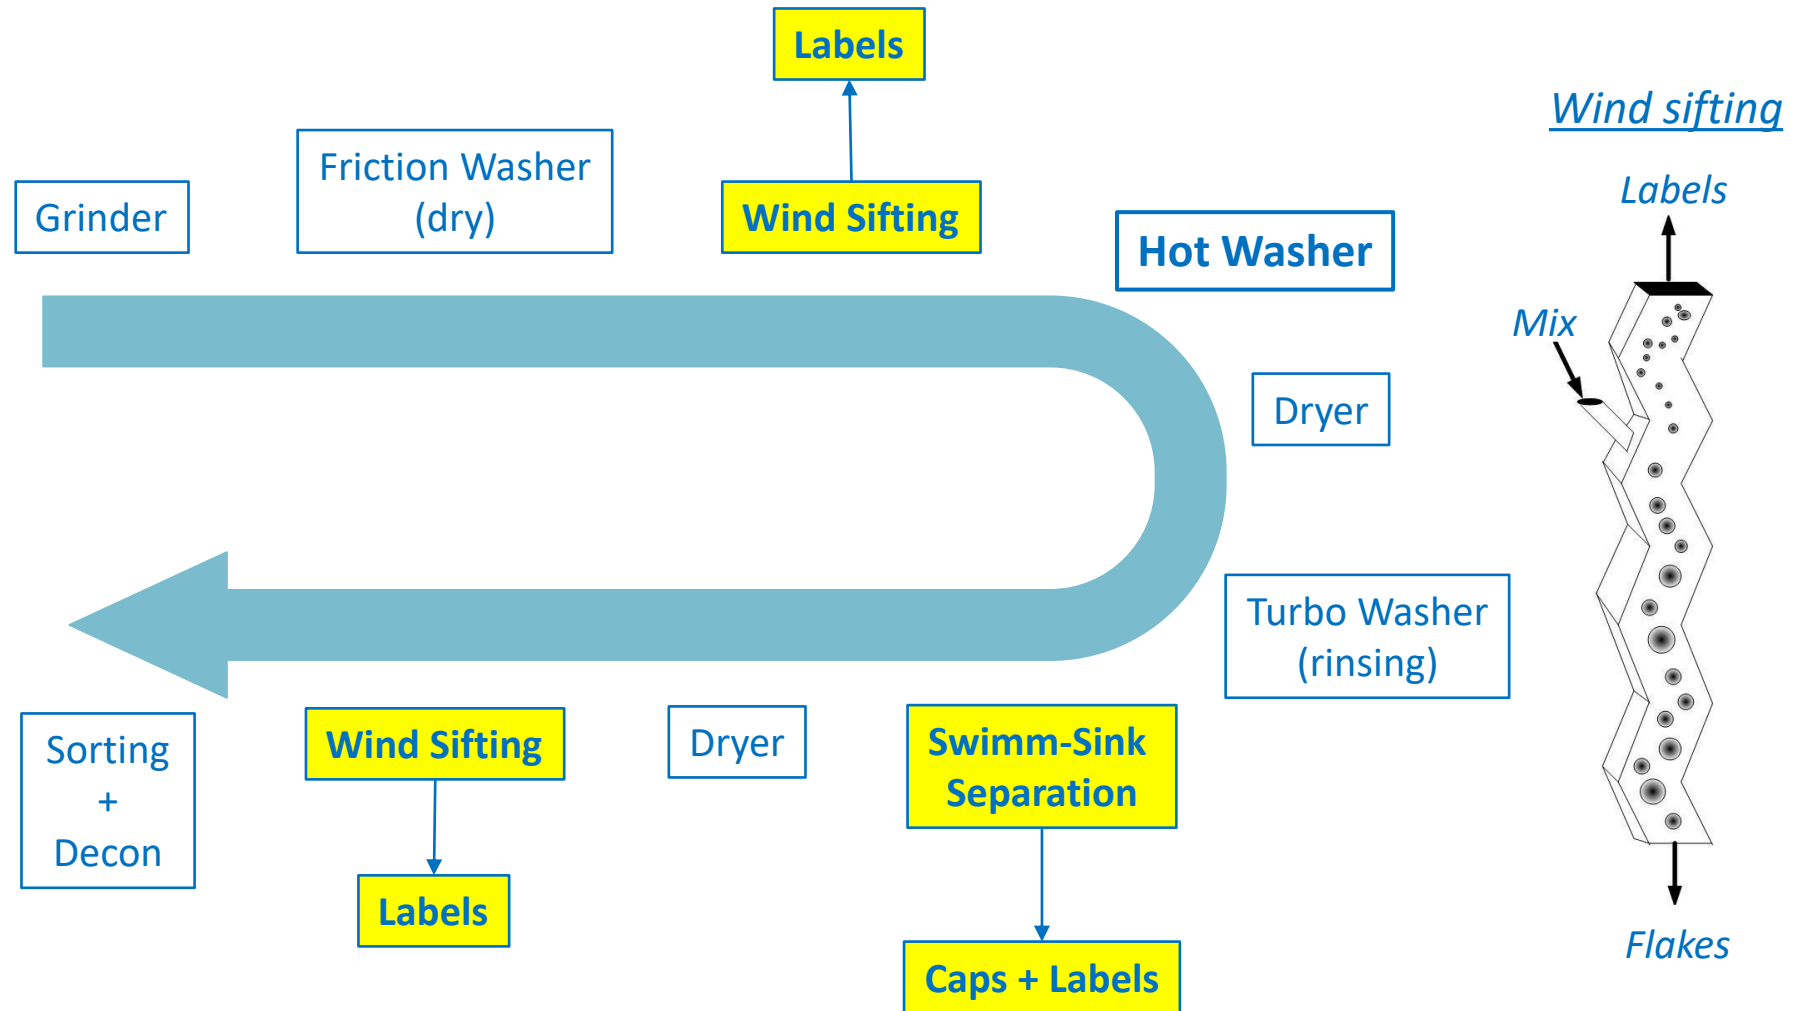 Labels
Wind sifting
Friction Washer
(dry)
Labels
Grinder
Wind Sifting
Hot Washer
Mix
Dryer
Turbo Washer
(rinsing)
Sorting
+
Decon
Wind Sifting
Dryer
Swimm-Sink
Separation
Labels
Caps + Labels
Flakes